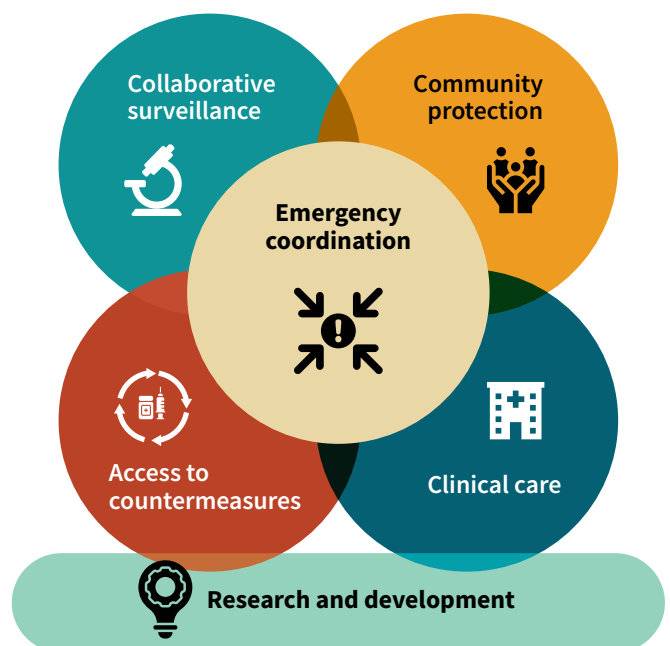 Collaborative
surveillance
Community
protection
Emergency
coordination
Access to
countermeasures
Clinical care
Research and development